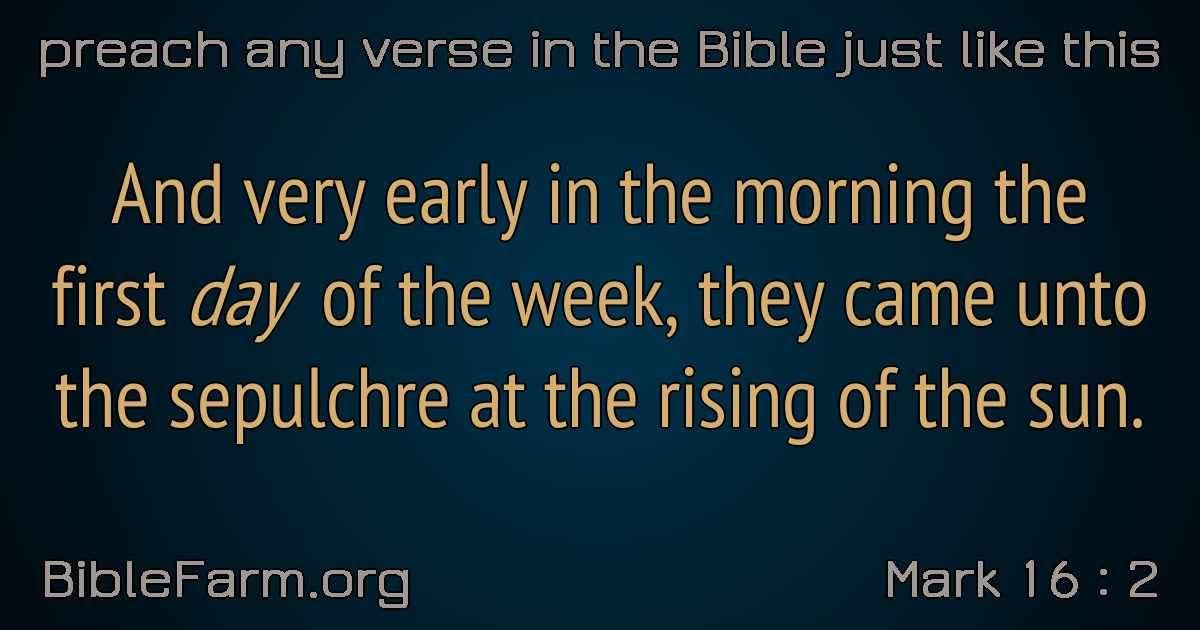 preach any verse in the Bible just like this
And very early in the morning the
first day of the week, they came unto
the sepulchre at the rising of the sun.
BibleFarm.org
Mark 16 : 2